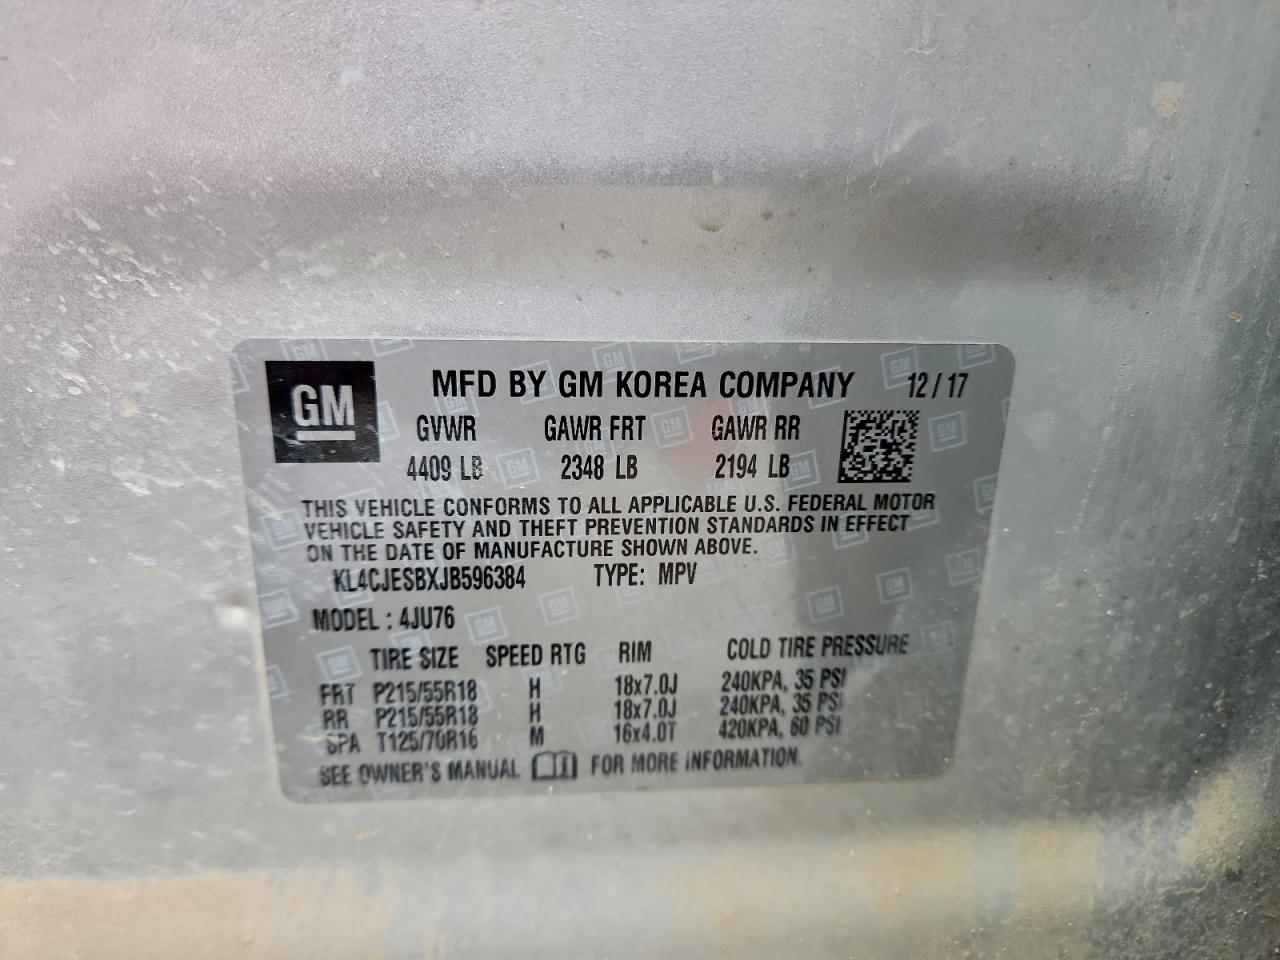 GM
MFD BY GM KOREA COMPANY 12/17
GVWR GAWR FRT GAWR RR
4409 LB 2348 LB 2194 LB
THIS VEHICLE CONFORMS TO ALL APPLICABLE U.S. FEDERAL MOTOR
VEHICLE SAFETY AND THEFT PREVENTION STANDARDS IN EFFECT
ON THE DATE OF MANUFACTURE SHOWN ABOVE.
KL4CJESBXJB596384 TYPE: MPV
MODEL: 4JU76
TIRE SIZE SPEED RTG RIM COLD TIRE PRESSURE
FRT P215/55R18 H 18x7.0J 240KPA, 35 PSI
RR P215/55R18 H 18x7.0J 240KPA, 35 PSI
SPA T125/70R16 M 16x4.0T 420KPA, 60 PSI
SEE OWNER'S MANUAL FOR MORE INFORMATION.